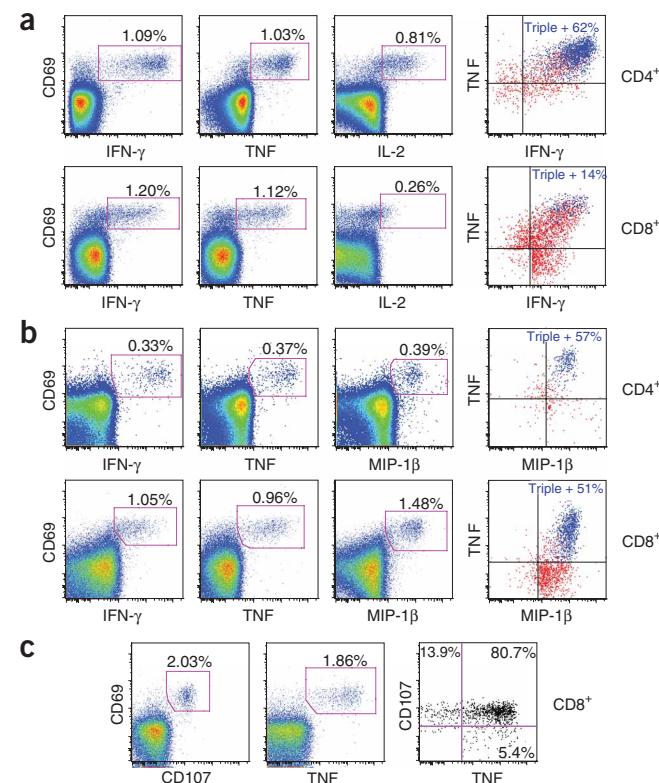 a
1.09%
1.03%
0.81%
Triple + 62%
CD69
TNF
CD4+
IFN-γ
TNF
IL-2
IFN-γ
1.20%
1.12%
0.26%
Triple + 14%
CD69
TNF
CD8+
IFN-γ
TNF
IL-2
IFN-γ
b
0.33%
0.37%
0.39%
Triple + 57%
CD69
TNF
CD4+
IFN-γ
TNF
MIP-1β
MIP-1β
1.05%
0.96%
1.48%
Triple + 51%
CD69
TNF
CD8+
IFN-γ
TNF
MIP-1β
MIP-1β
c
2.03%
1.86%
13.9%
80.7%
CD69
CD107
CD8+
5.4%
CD107
TNF
TNF